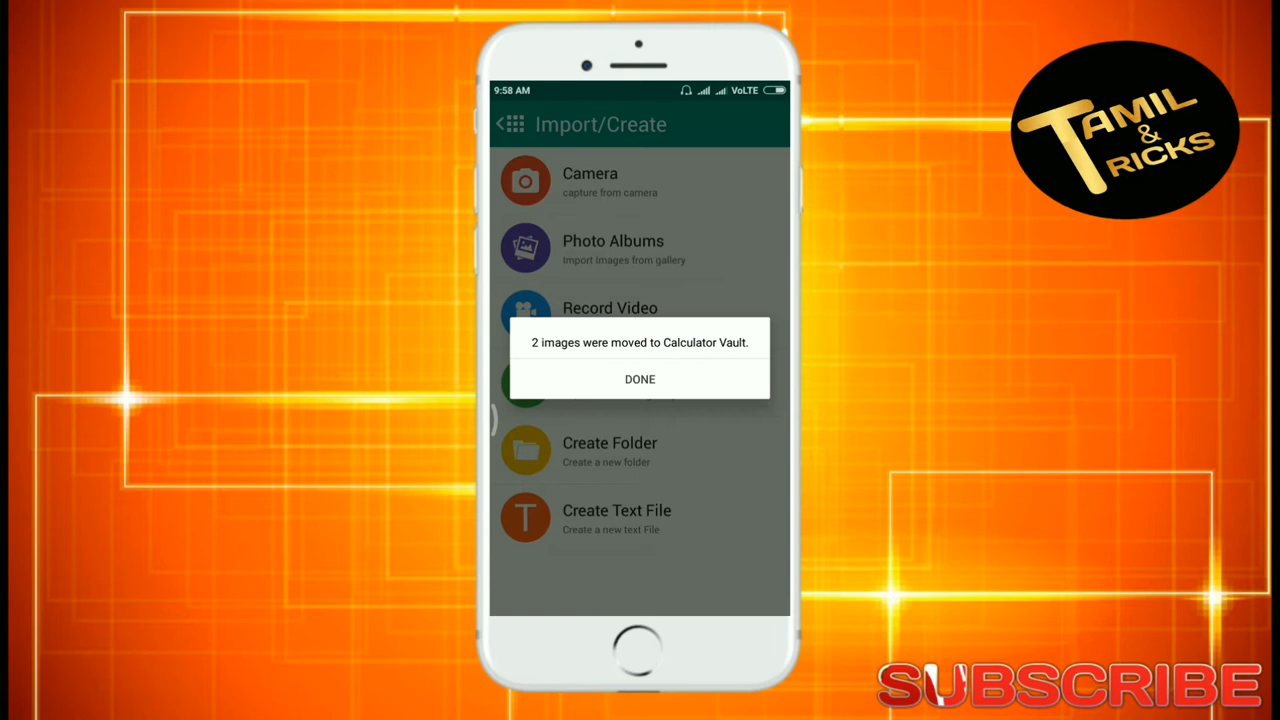 9:58 AM
VoLTE
Import/Create
Camera
capture from camera
Photo Albums
Import Images from gallery
Record Video
2 images were moved to Calculator Vault.
DONE
Create Folder
Create a new folder
T
Create Text File
Create a new text File
TAMIL
&
TRICKS
SUBSCRIBE